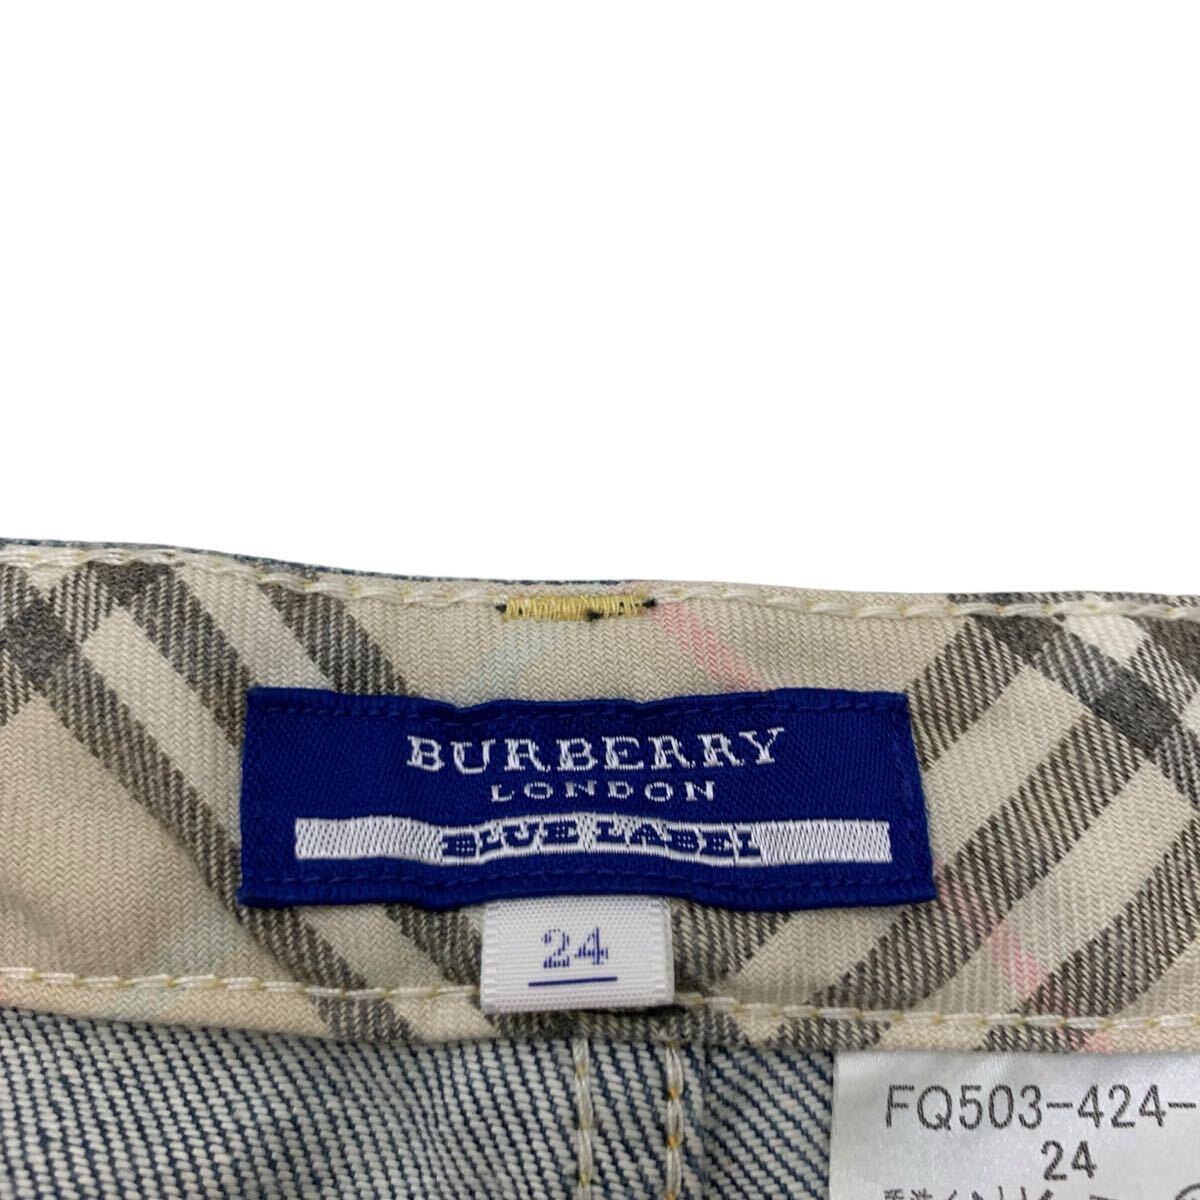 BURBERRY
LONDON
BLUE LABEL
24
FQ503-424-
24